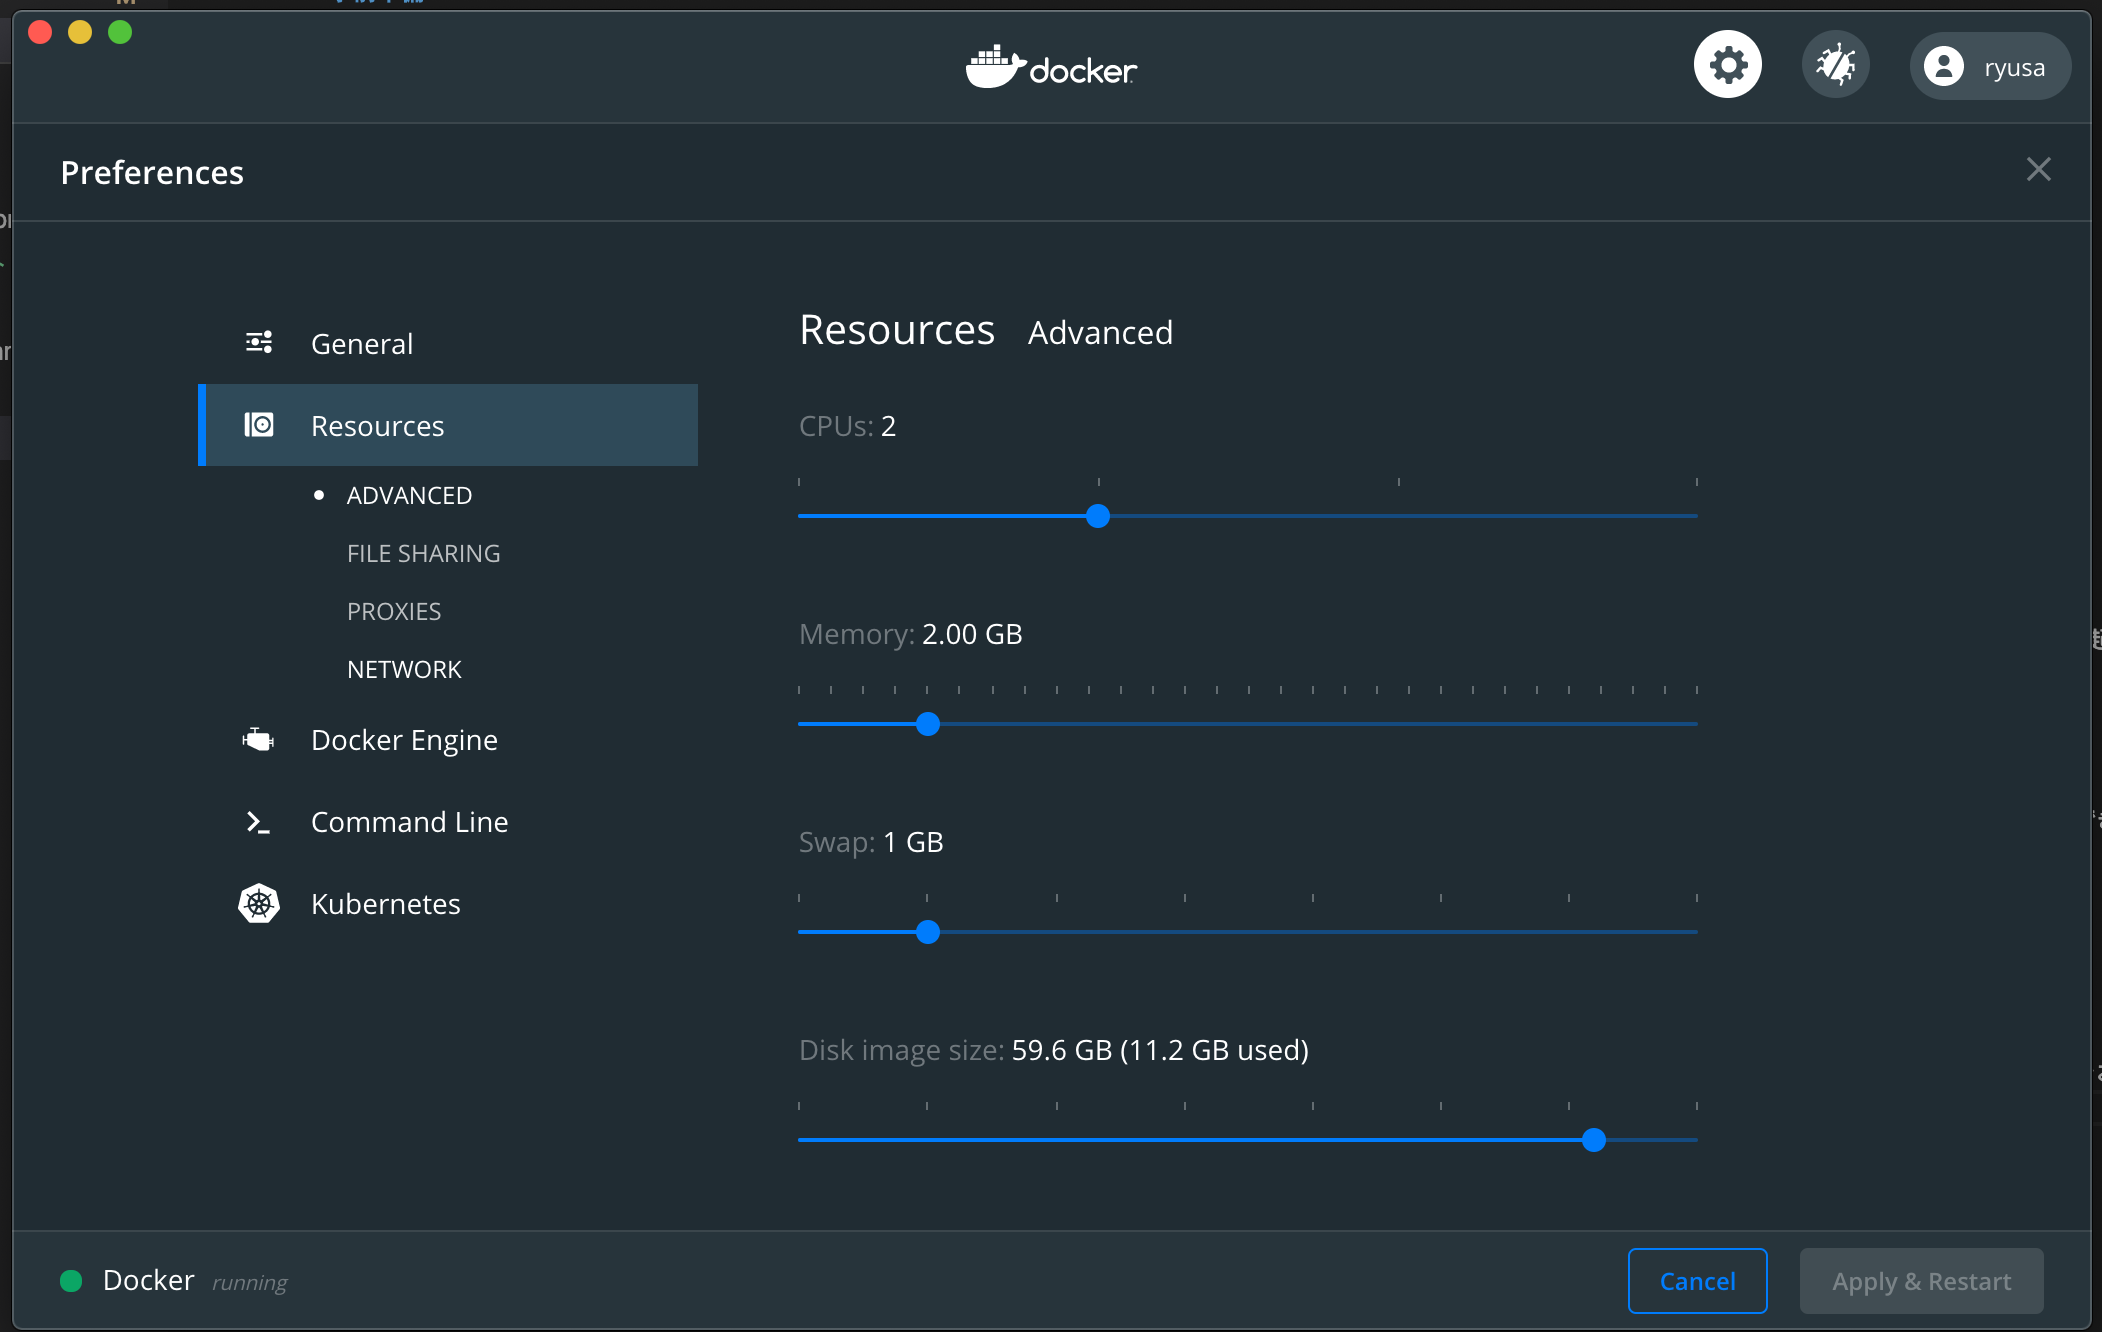 docker
ryusa
Preferences
General
Resources
ADVANCED
FILE SHARING
PROXIES
NETWORK
Docker Engine
Command Line
Kubernetes
Resources Advanced
CPUs: 2
Memory: 2.00 GB
Swap: 1 GB
Disk image size: 59.6 GB (11.2 GB used)
Docker running
Cancel
Apply & Restart